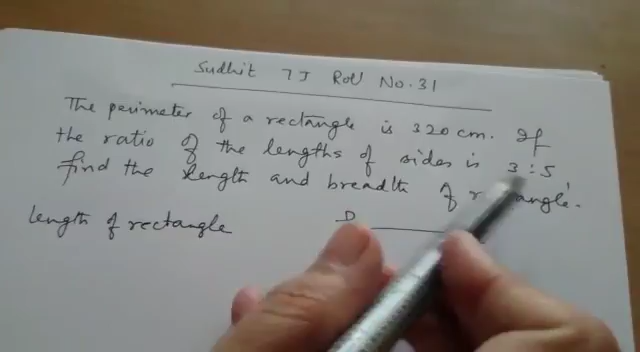 Sudhit 7J Roll No. 31
The perimeter of a rectangle is 320 cm. If
the ratio of the lengths of sides is 3:5
find the length and breadth of rectangle.
length of rectangle
D